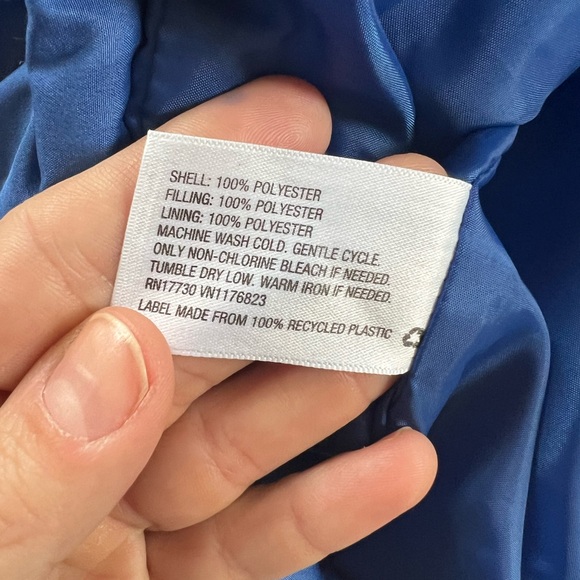 SHELL: 100% POLYESTER
FILLING: 100% POLYESTER
LINING: 100% POLYESTER
MACHINE WASH COLD. GENTLE CYCLE.
ONLY NON-CHLORINE BLEACH IF NEEDED.
TUMBLE DRY LOW. WARM IRON IF NEEDED.
RN17730 VN1176823
LABEL MADE FROM 100% RECYCLED PLASTIC